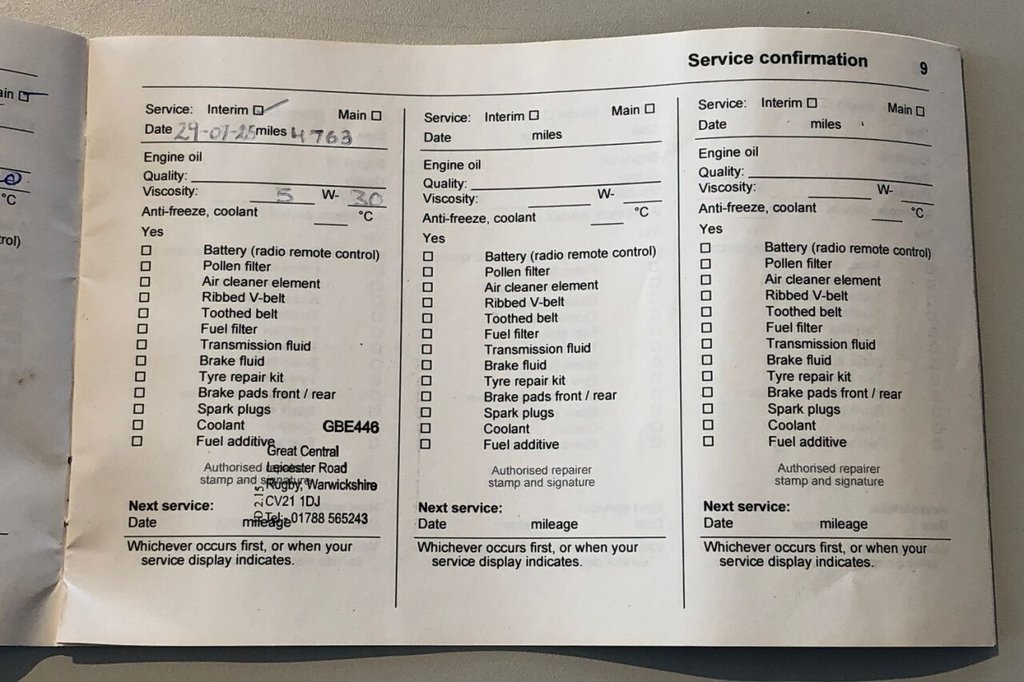 ain
°C
rol)
Service confirmation 9
Service: Interim Main
Date 29-07-25 miles 4763
Engine oil
Quality:
Viscosity: 5 W- 30
Anti-freeze, coolant °C
Yes
Battery (radio remote control)
Pollen filter
Air cleaner element
Ribbed V-belt
Toothed belt
Fuel filter
Transmission fluid
Brake fluid
Tyre repair kit
Brake pads front / rear
Spark plugs
Coolant
Fuel additive
GBE446
Great Central
Leicester Road
Rugby, Warwickshire
CV21 1DJ
Tel: 01788 565243
Authorised repairer
stamp and signature
Next service:
Date mileage
Whichever occurs first, or when your
service display indicates.
Service: Interim Main
Date miles
Engine oil
Quality:
Viscosity: W-
Anti-freeze, coolant °C
Yes
Battery (radio remote control)
Pollen filter
Air cleaner element
Ribbed V-belt
Toothed belt
Fuel filter
Transmission fluid
Brake fluid
Tyre repair kit
Brake pads front / rear
Spark plugs
Coolant
Fuel additive
Authorised repairer
stamp and signature
Next service:
Date mileage
Whichever occurs first, or when your
service display indicates.
Service: Interim Main
Date miles
Engine oil
Quality:
Viscosity: W-
Anti-freeze, coolant °C
Yes
Battery (radio remote control)
Pollen filter
Air cleaner element
Ribbed V-belt
Toothed belt
Fuel filter
Transmission fluid
Brake fluid
Tyre repair kit
Brake pads front / rear
Spark plugs
Coolant
Fuel additive
Authorised repairer
stamp and signature
Next service:
Date mileage
Whichever occurs first, or when your
service display indicates.